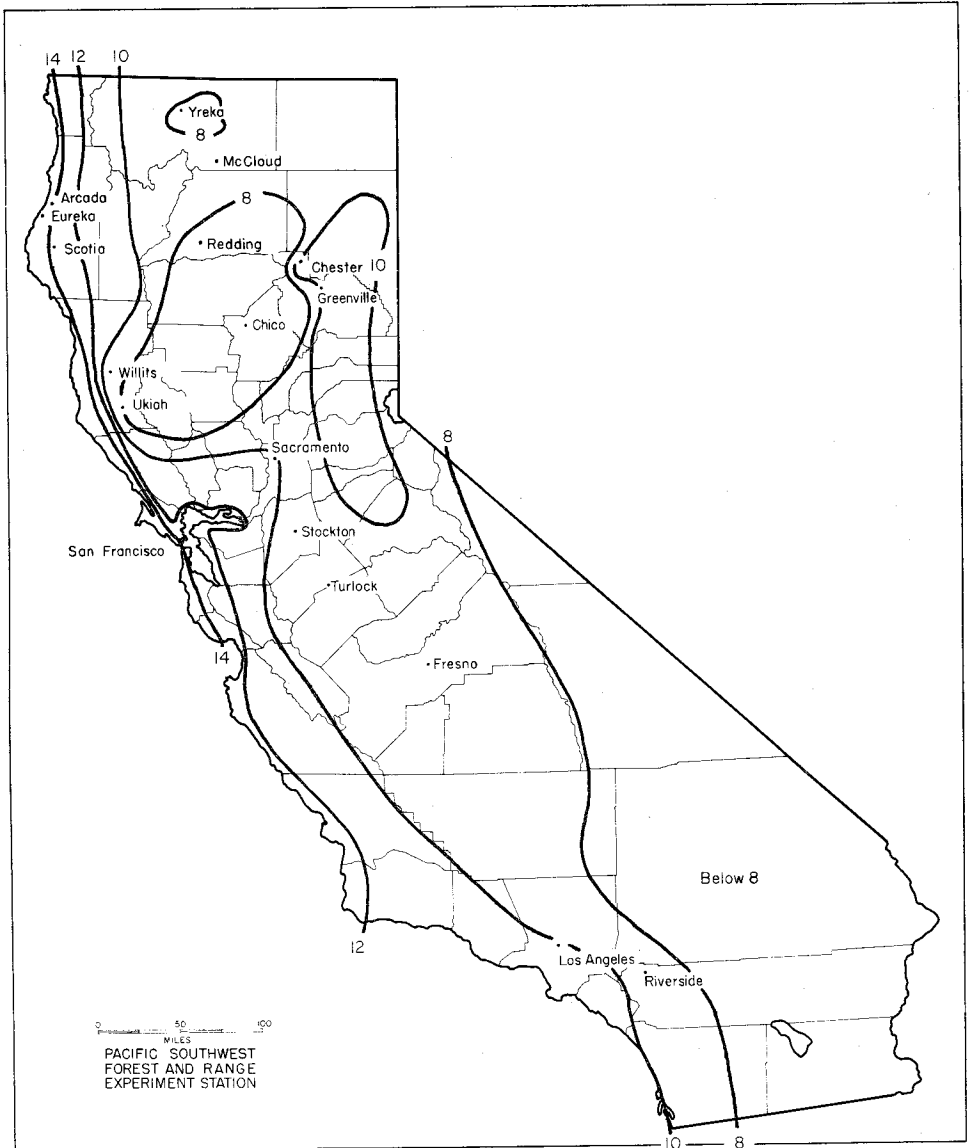 14 12 10
Yreka
8
McCloud
8
Arcada
Eureka
Scotia
Redding
Chester 10
Greenville
Chico
Willits
Ukiah
Sacramento
8
Stockton
San Francisco
Turlock
14
Fresno
Below 8
12
Los Angeles
Riverside
0 50 100
MILES
PACIFIC SOUTHWEST
FOREST AND RANGE
EXPERIMENT STATION
10 8